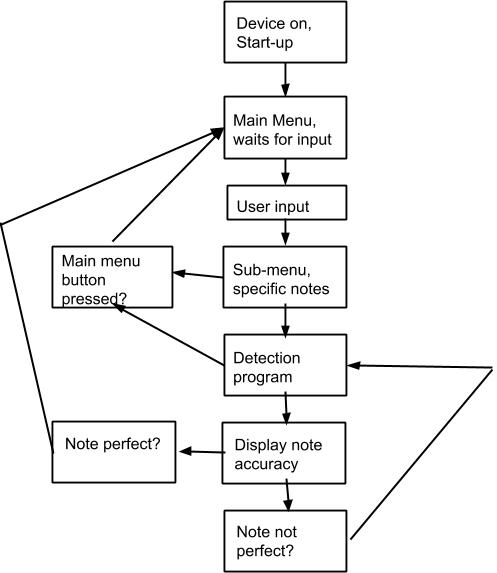 Device on,
Start-up
Main Menu,
waits for input
User input
Main menu
button
pressed?
Sub-menu,
specific notes
Detection
program
Note perfect?
Display note
accuracy
Note not
perfect?